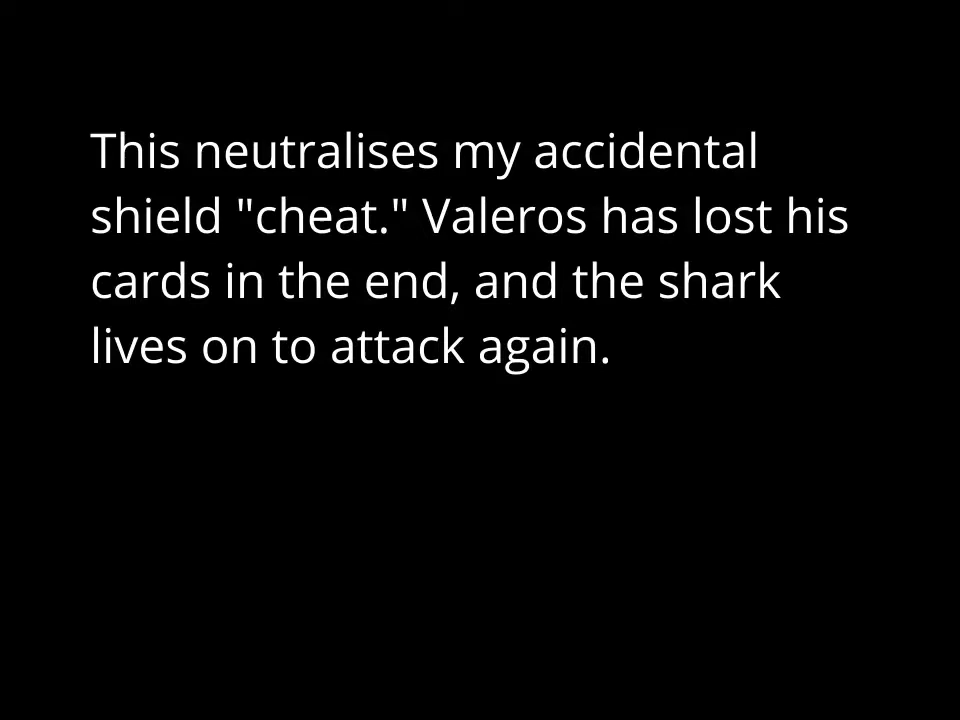 This neutralises my accidental
shield "cheat." Valeros has lost his
cards in the end, and the shark
lives on to attack again.